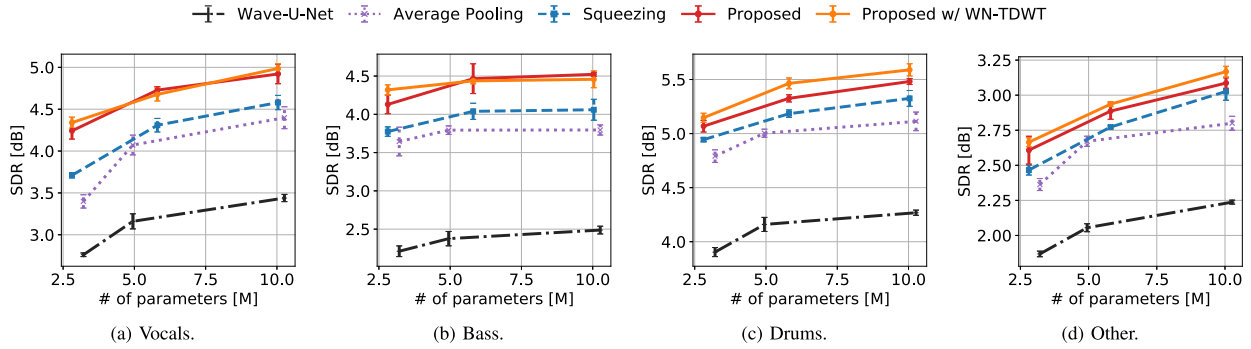 Wave-U-Net Average Pooling Squeezing Proposed Proposed w/ WN-TDWT
SDR [dB]
5.0
4.5
4.0
3.5
3.0
2.5 5.0 7.5 10.0
# of parameters [M]
(a) Vocals.
SDR [dB]
4.5
4.0
3.5
3.0
2.5
2.5 5.0 7.5 10.0
# of parameters [M]
(b) Bass.
SDR [dB]
5.5
5.0
4.5
4.0
2.5 5.0 7.5 10.0
# of parameters [M]
(c) Drums.
SDR [dB]
3.25
3.00
2.75
2.50
2.25
2.00
2.5 5.0 7.5 10.0
# of parameters [M]
(d) Other.